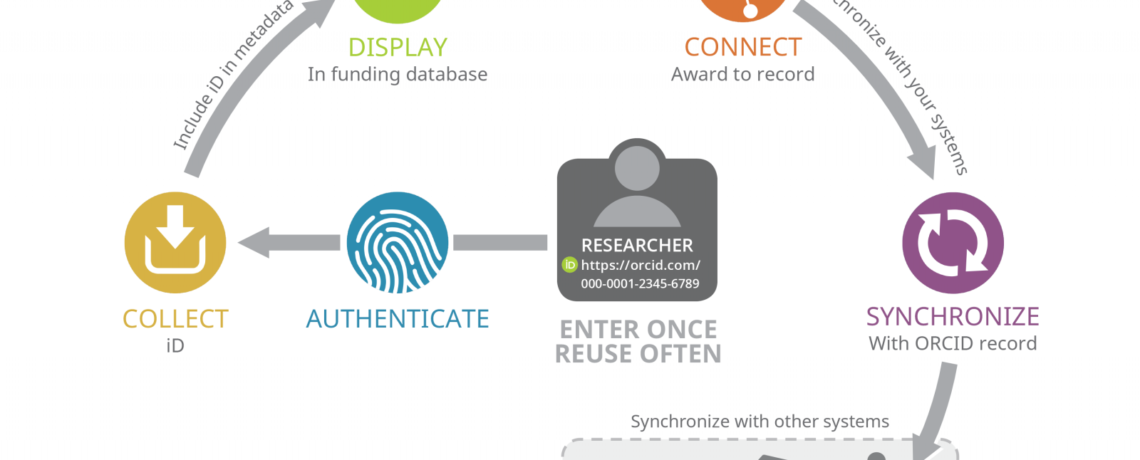 Include iD in metadata
DISPLAY
In funding database
CONNECT
Award to record
with your systems
RESEARCHER
iD https://orcid.com/
000-0001-2345-6789
COLLECT
iD
AUTHENTICATE
ENTER ONCE
REUSE OFTEN
SYNCHRONIZE
With ORCID record
Synchronize with other systems